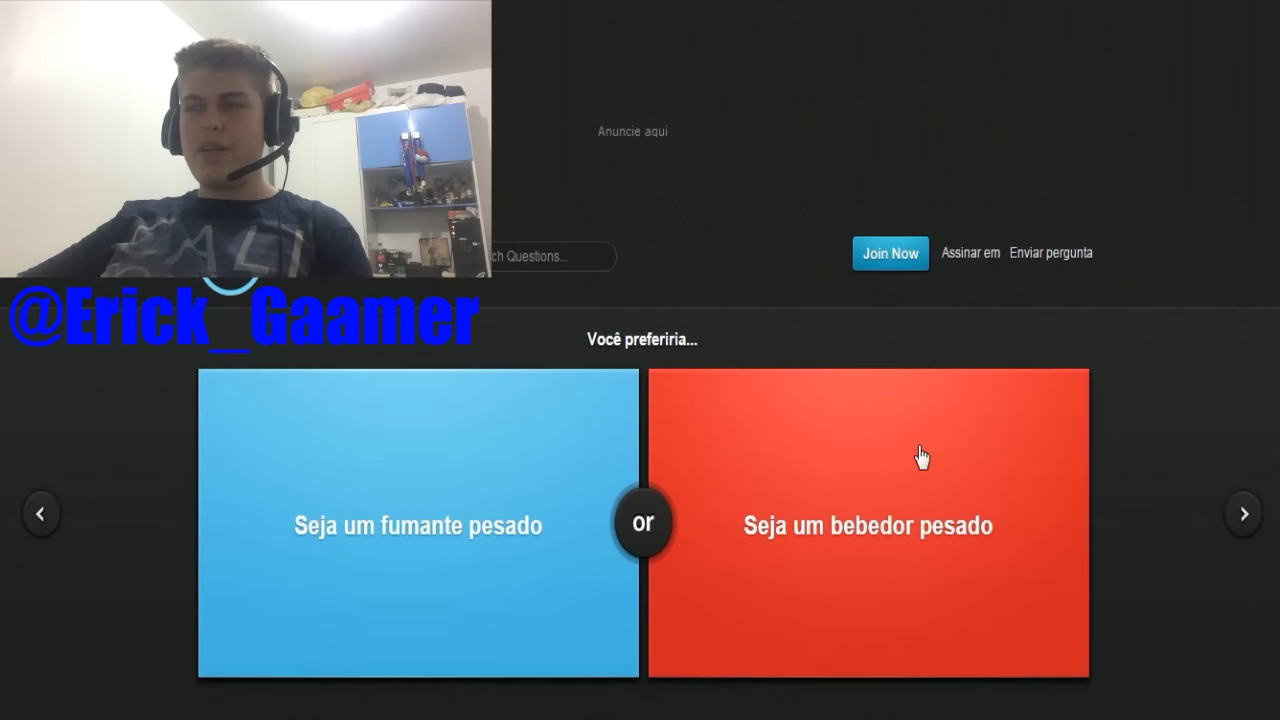 Anuncie aqui
ch Questions...
Join Now
Assinar em
Enviar pergunta
@Erick_Gaamer
Você preferiria...
Seja um fumante pesado
or
Seja um bebedor pesado